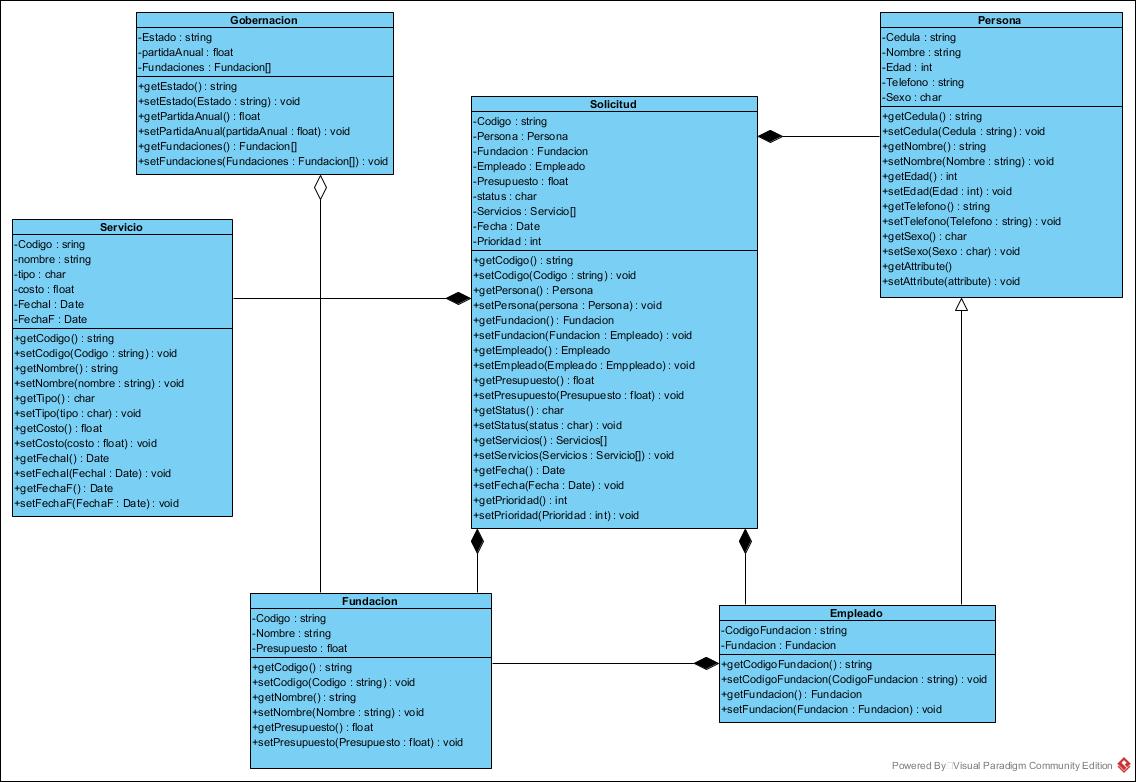 Gobernacion
-Estado : string
-partidaAnual : float
-Fundaciones : Fundacion[]
+getEstado() : string
+setEstado(Estado : string) : void
+getPartidaAnual() : float
+setPartidaAnual(partidaAnual : float) : void
+getFundaciones() : Fundacion[]
+setFundaciones(Fundaciones : Fundacion[]) : void
Persona
-Cedula : string
-Nombre : string
-Edad : int
-Telefono : string
-Sexo : char
+getCedula() : string
+setCedula(Cedula : string) : void
+getNombre() : string
+setNombre(Nombre : string) : void
+getEdad() : int
+setEdad(Edad : int) : void
+getTelefono() : string
+setTelefono(Telefono : string) : void
+getSexo() : char
+setSexo(Sexo : char) : void
+getAttribute()
+setAttribute(attribute) : void
Solicitud
-Codigo : string
-Persona : Persona
-Fundacion : Fundacion
-Empleado : Empleado
-Presupuesto : float
-status : char
-Servicios : Servicio[]
-Fecha : Date
-Prioridad : int
+getCodigo() : string
+setCodigo(Codigo : string) : void
+getPersona() : Persona
+setPersona(persona : Persona) : void
+getFundacion() : Fundacion
+setFundacion(Fundacion : Empleado) : void
+getEmpleado() : Empleado
+setEmpleado(Empleado : Emppleado) : void
+getPresupuesto() : float
+setPresupuesto(Presupuesto : float) : void
+getStatus() : char
+setStatus(status : char) : void
+getServicios() : Servicios[]
+setServicios(Servicios : Servicio[]) : void
+getFecha() : Date
+setFecha(Fecha : Date) : void
+getPrioridad() : int
+setPrioridad(Prioridad : int) : void
Servicio
-Codigo : sring
-nombre : string
-tipo : char
-costo : float
-FechaI : Date
-FechaF : Date
+getCodigo() : string
+setCodigo(Codigo : string) : void
+getNombre() : string
+setNombre(nombre : string) : void
+getTipo() : char
+setTipo(tipo : char) : void
+getCosto() : float
+setCosto(costo : float) : void
+getFechaI() : Date
+setFechaI(FechaI : Date) : void
+getFechaF() : Date
+setFechaF(FechaF : Date) : void
Fundacion
-Codigo : string
-Nombre : string
-Presupuesto : float
+getCodigo() : string
+setCodigo(Codigo : string) : void
+getNombre() : string
+setNombre(Nombre : string) : void
+getPresupuesto() : float
+setPresupuesto(Presupuesto : float) : void
Empleado
-CodigoFundacion : string
-Fundacion : Fundacion
+getCodigoFundacion() : string
+setCodigoFundacion(CodigoFundacion : string) : void
+getFundacion() : Fundacion
+setFundacion(Fundacion : Fundacion) : void
Powered By Visual Paradigm Community Edition